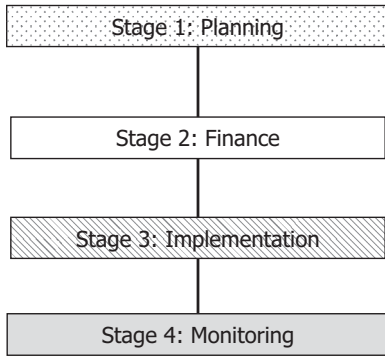 Stage 1: Planning
Stage 2: Finance
Stage 3: Implementation
Stage 4: Monitoring